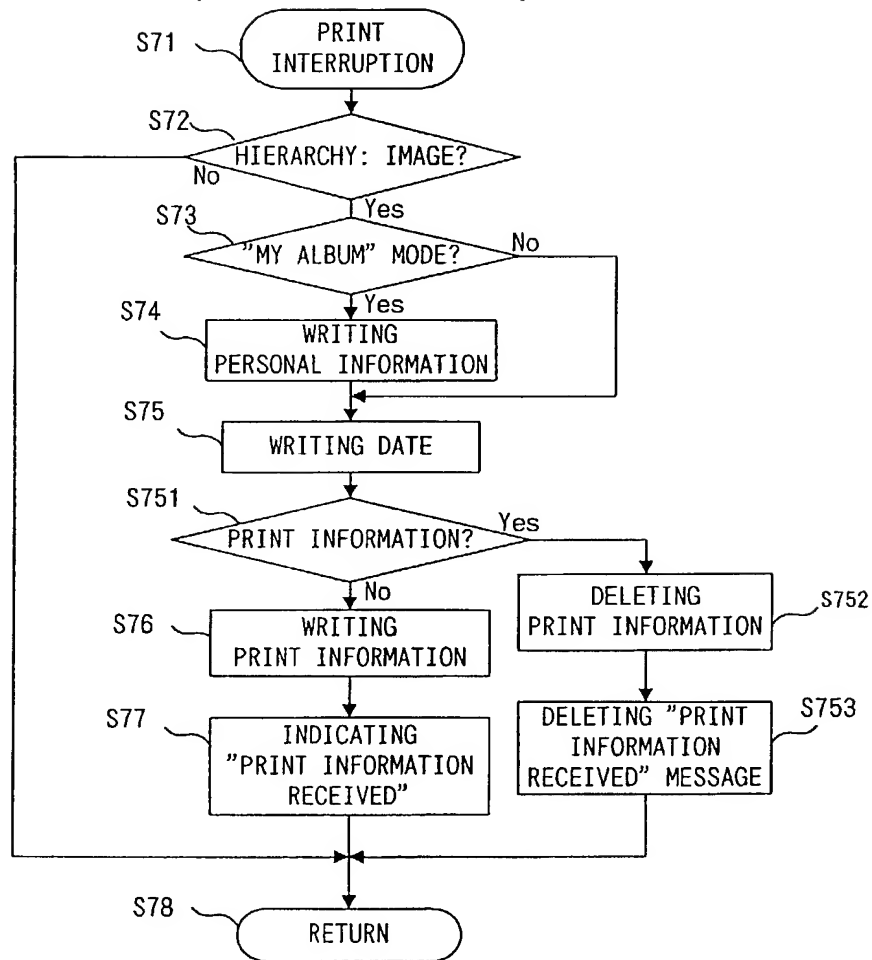 S71
PRINT
INTERRUPTION
S72
HIERARCHY: IMAGE?
No
Yes
S73
"MY ALBUM" MODE?
No
Yes
S74
WRITING
PERSONAL INFORMATION
S75
WRITING DATE
S751
PRINT INFORMATION?
Yes
No
S76
WRITING
PRINT INFORMATION
DELETING
PRINT INFORMATION
S752
S77
INDICATING
"PRINT INFORMATION
RECEIVED"
DELETING "PRINT
INFORMATION
RECEIVED" MESSAGE
S753
S78
RETURN